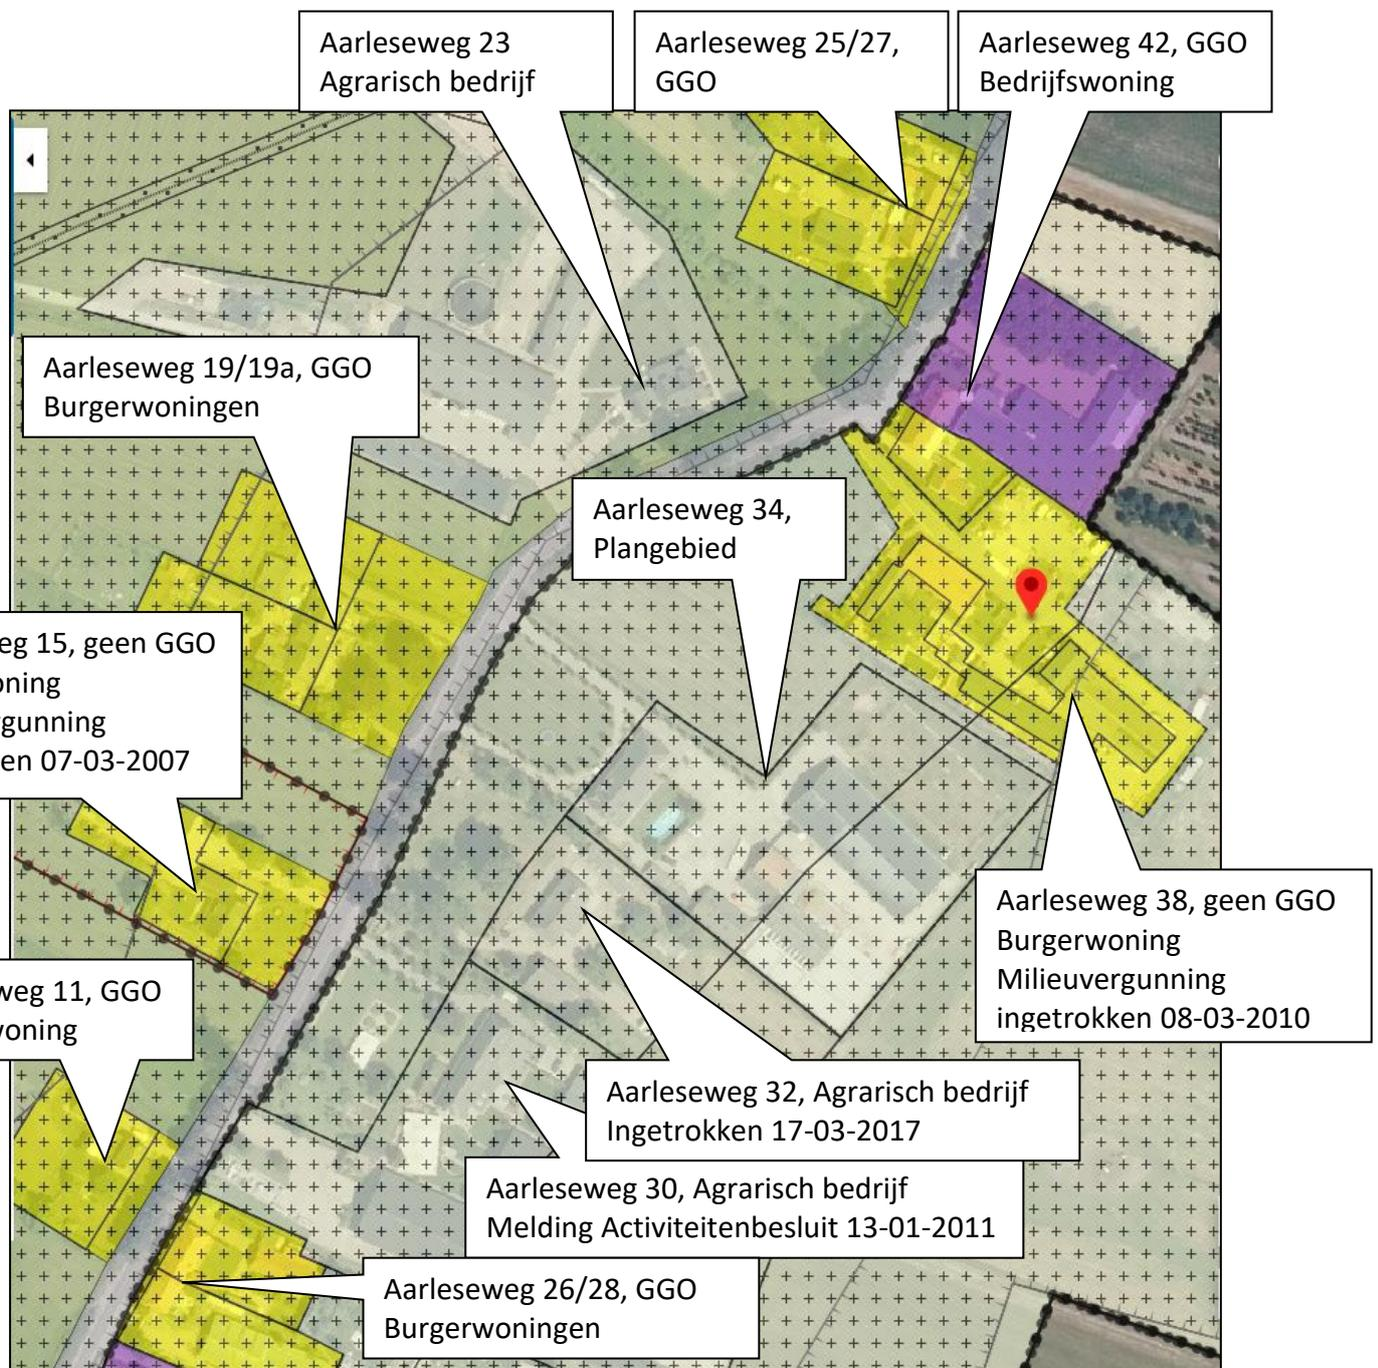 Aarleseweg 23
Agrarisch bedrijf
Aarleseweg 25/27,
GGO
Aarleseweg 42, GGO
Bedrijfswoning
Aarleseweg 19/19a, GGO
Burgerwoningen
Aarleseweg 34,
Plangebied
eg 15, geen GGO
oning
rgunning
en 07-03-2007
Aarleseweg 38, geen GGO
Burgerwoning
Milieuvergunning
ingetrokken 08-03-2010
weg 11, GGO
woning
Aarleseweg 32, Agrarisch bedrijf
Ingetrokken 17-03-2017
Aarleseweg 30, Agrarisch bedrijf
Melding Activiteitenbesluit 13-01-2011
Aarleseweg 26/28, GGO
Burgerwoningen